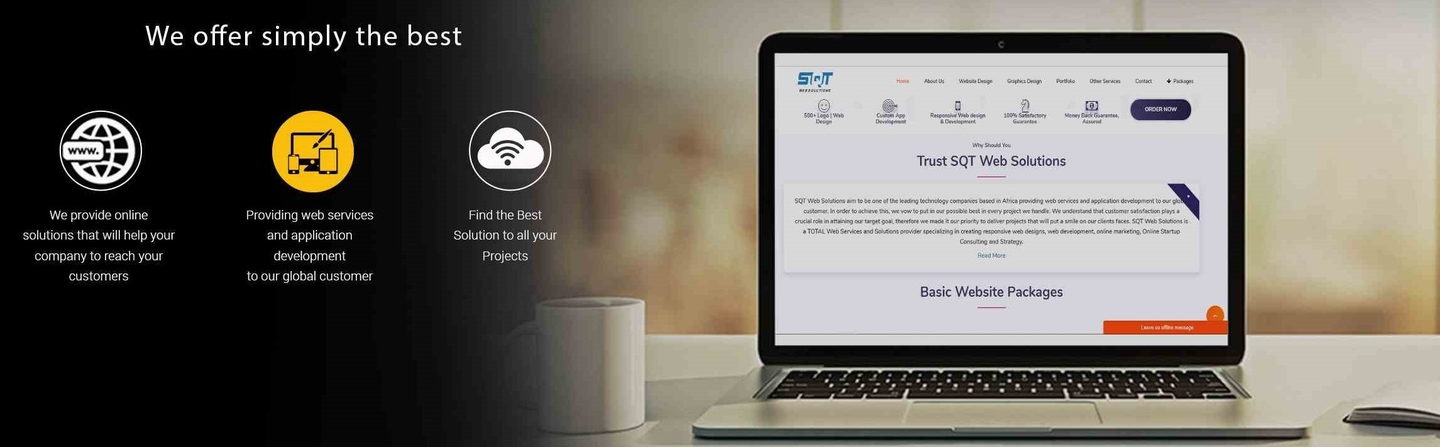 We offer simply the best
www.
We provide online
solutions that will help your
company to reach your
customers
Providing web services
and application
development
to our global customer
Find the Best
Solution to all your
Projects
SQT
WEB SOLUTIONS
Home About Us Website Design Graphics Design Portfolio Other Services Contact Packages
500+ Logo | Web
Design
Custom App
Development
Responsive Web design
& Development
100% Satisfactory
Guarantee
Money Back Guarantee,
Assured
ORDER NOW
Why Should You
Trust SQT Web Solutions
SQT Web Solutions aim to be one of the leading technology companies based in Africa providing web services and application development to our global
customer. In order to achieve this, we vow to put in our possible best in every project we handle. We understand that customer satisfaction plays a
crucial role in attaining our target goal, therefore we made it our priority to deliver projects that will put a smile on our clients faces. SQT Web Solutions is
a TOTAL Web Services and Solutions provider specializing in creating responsive web designs, web development, online marketing, Online Startup
Consulting and Strategy.
Read More
Basic Website Packages
Leave us offline message